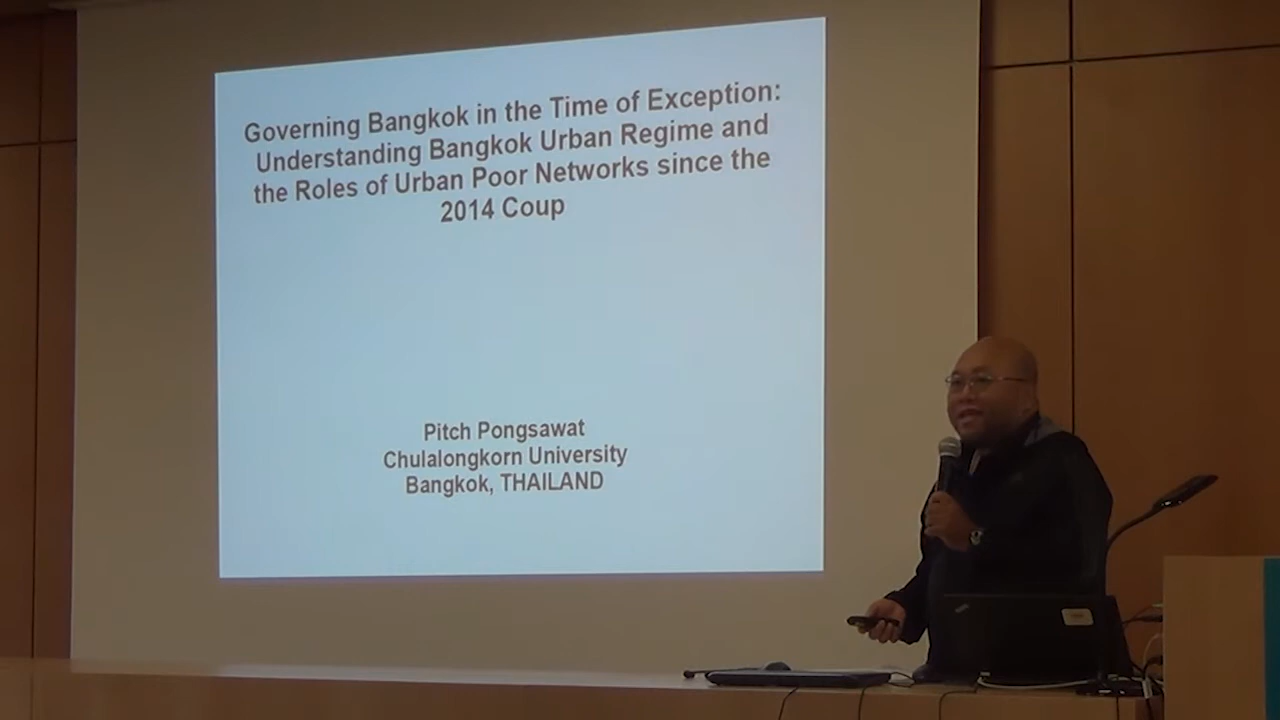 Governing Bangkok in the Time of Exception:
Understanding Bangkok Urban Regime and
the Roles of Urban Poor Networks since the
2014 Coup
Pitch Pongsawat
Chulalongkorn University
Bangkok, THAILAND